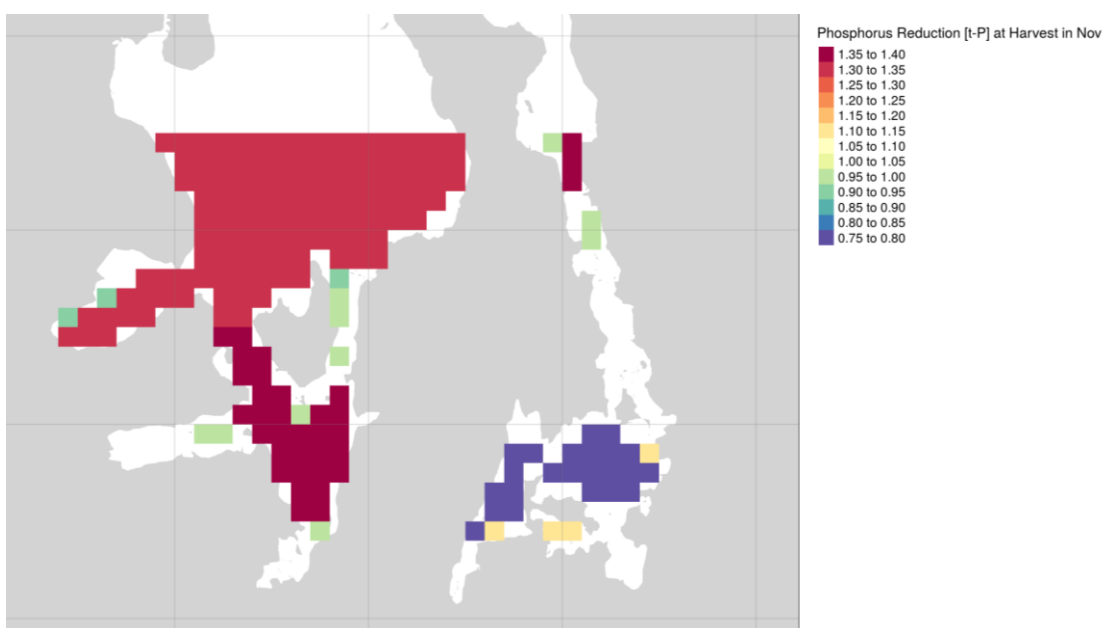 Phosphorus Reduction [t-P] at Harvest in Nov
1.35 to 1.40
1.30 to 1.35
1.25 to 1.30
1.20 to 1.25
1.15 to 1.20
1.10 to 1.15
1.05 to 1.10
1.00 to 1.05
0.95 to 1.00
0.90 to 0.95
0.85 to 0.90
0.80 to 0.85
0.75 to 0.80